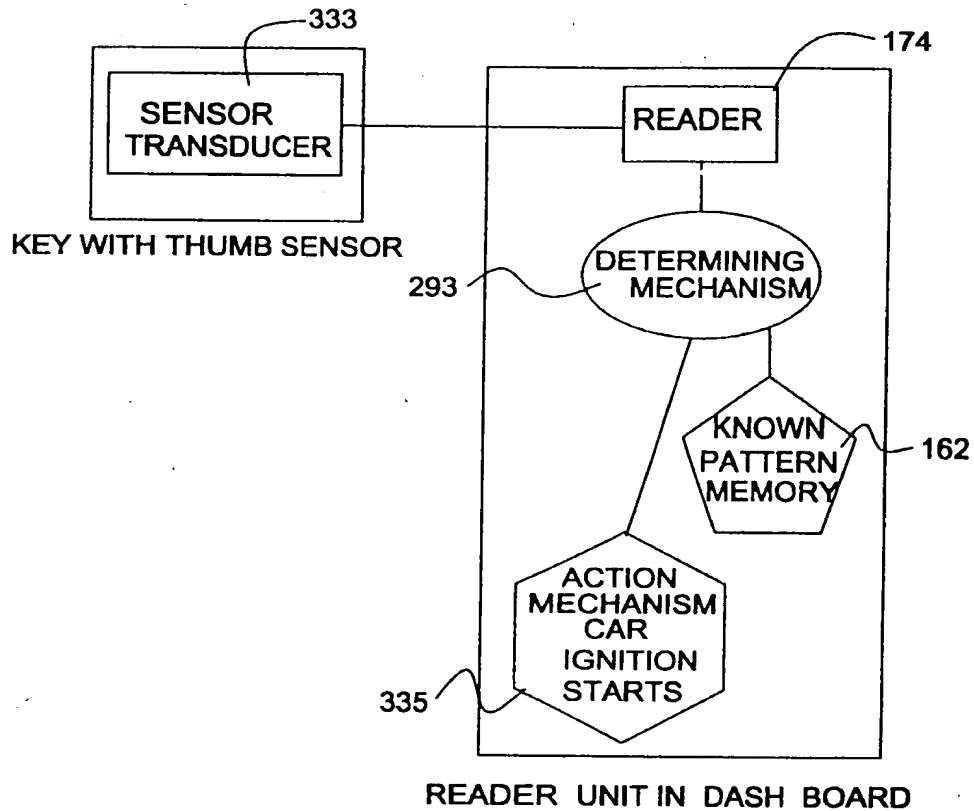 333
SENSOR
TRANSDUCER
KEY WITH THUMB SENSOR
174
READER
DETERMINING
MECHANISM
293
KNOWN
PATTERN
MEMORY
162
ACTION
MECHANISM
CAR
IGNITION
STARTS
335
READER UNIT IN DASH BOARD